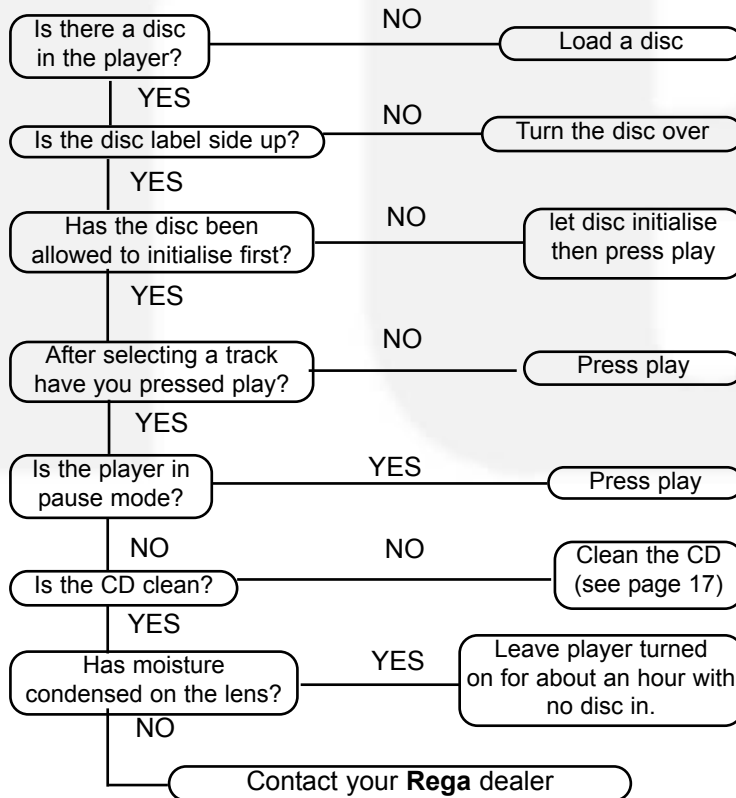 Is there a disc
in the player?
NO
Load a disc
YES
Is the disc label side up?
NO
Turn the disc over
YES
Has the disc been
allowed to initialise first?
NO
let disc initialise
then press play
YES
After selecting a track
have you pressed play?
NO
Press play
YES
Is the player in
pause mode?
YES
Press play
NO
Is the CD clean?
NO
Clean the CD
(see page 17)
YES
Has moisture
condensed on the lens?
YES
Leave player turned
on for about an hour with
no disc in.
NO
Contact your Rega dealer